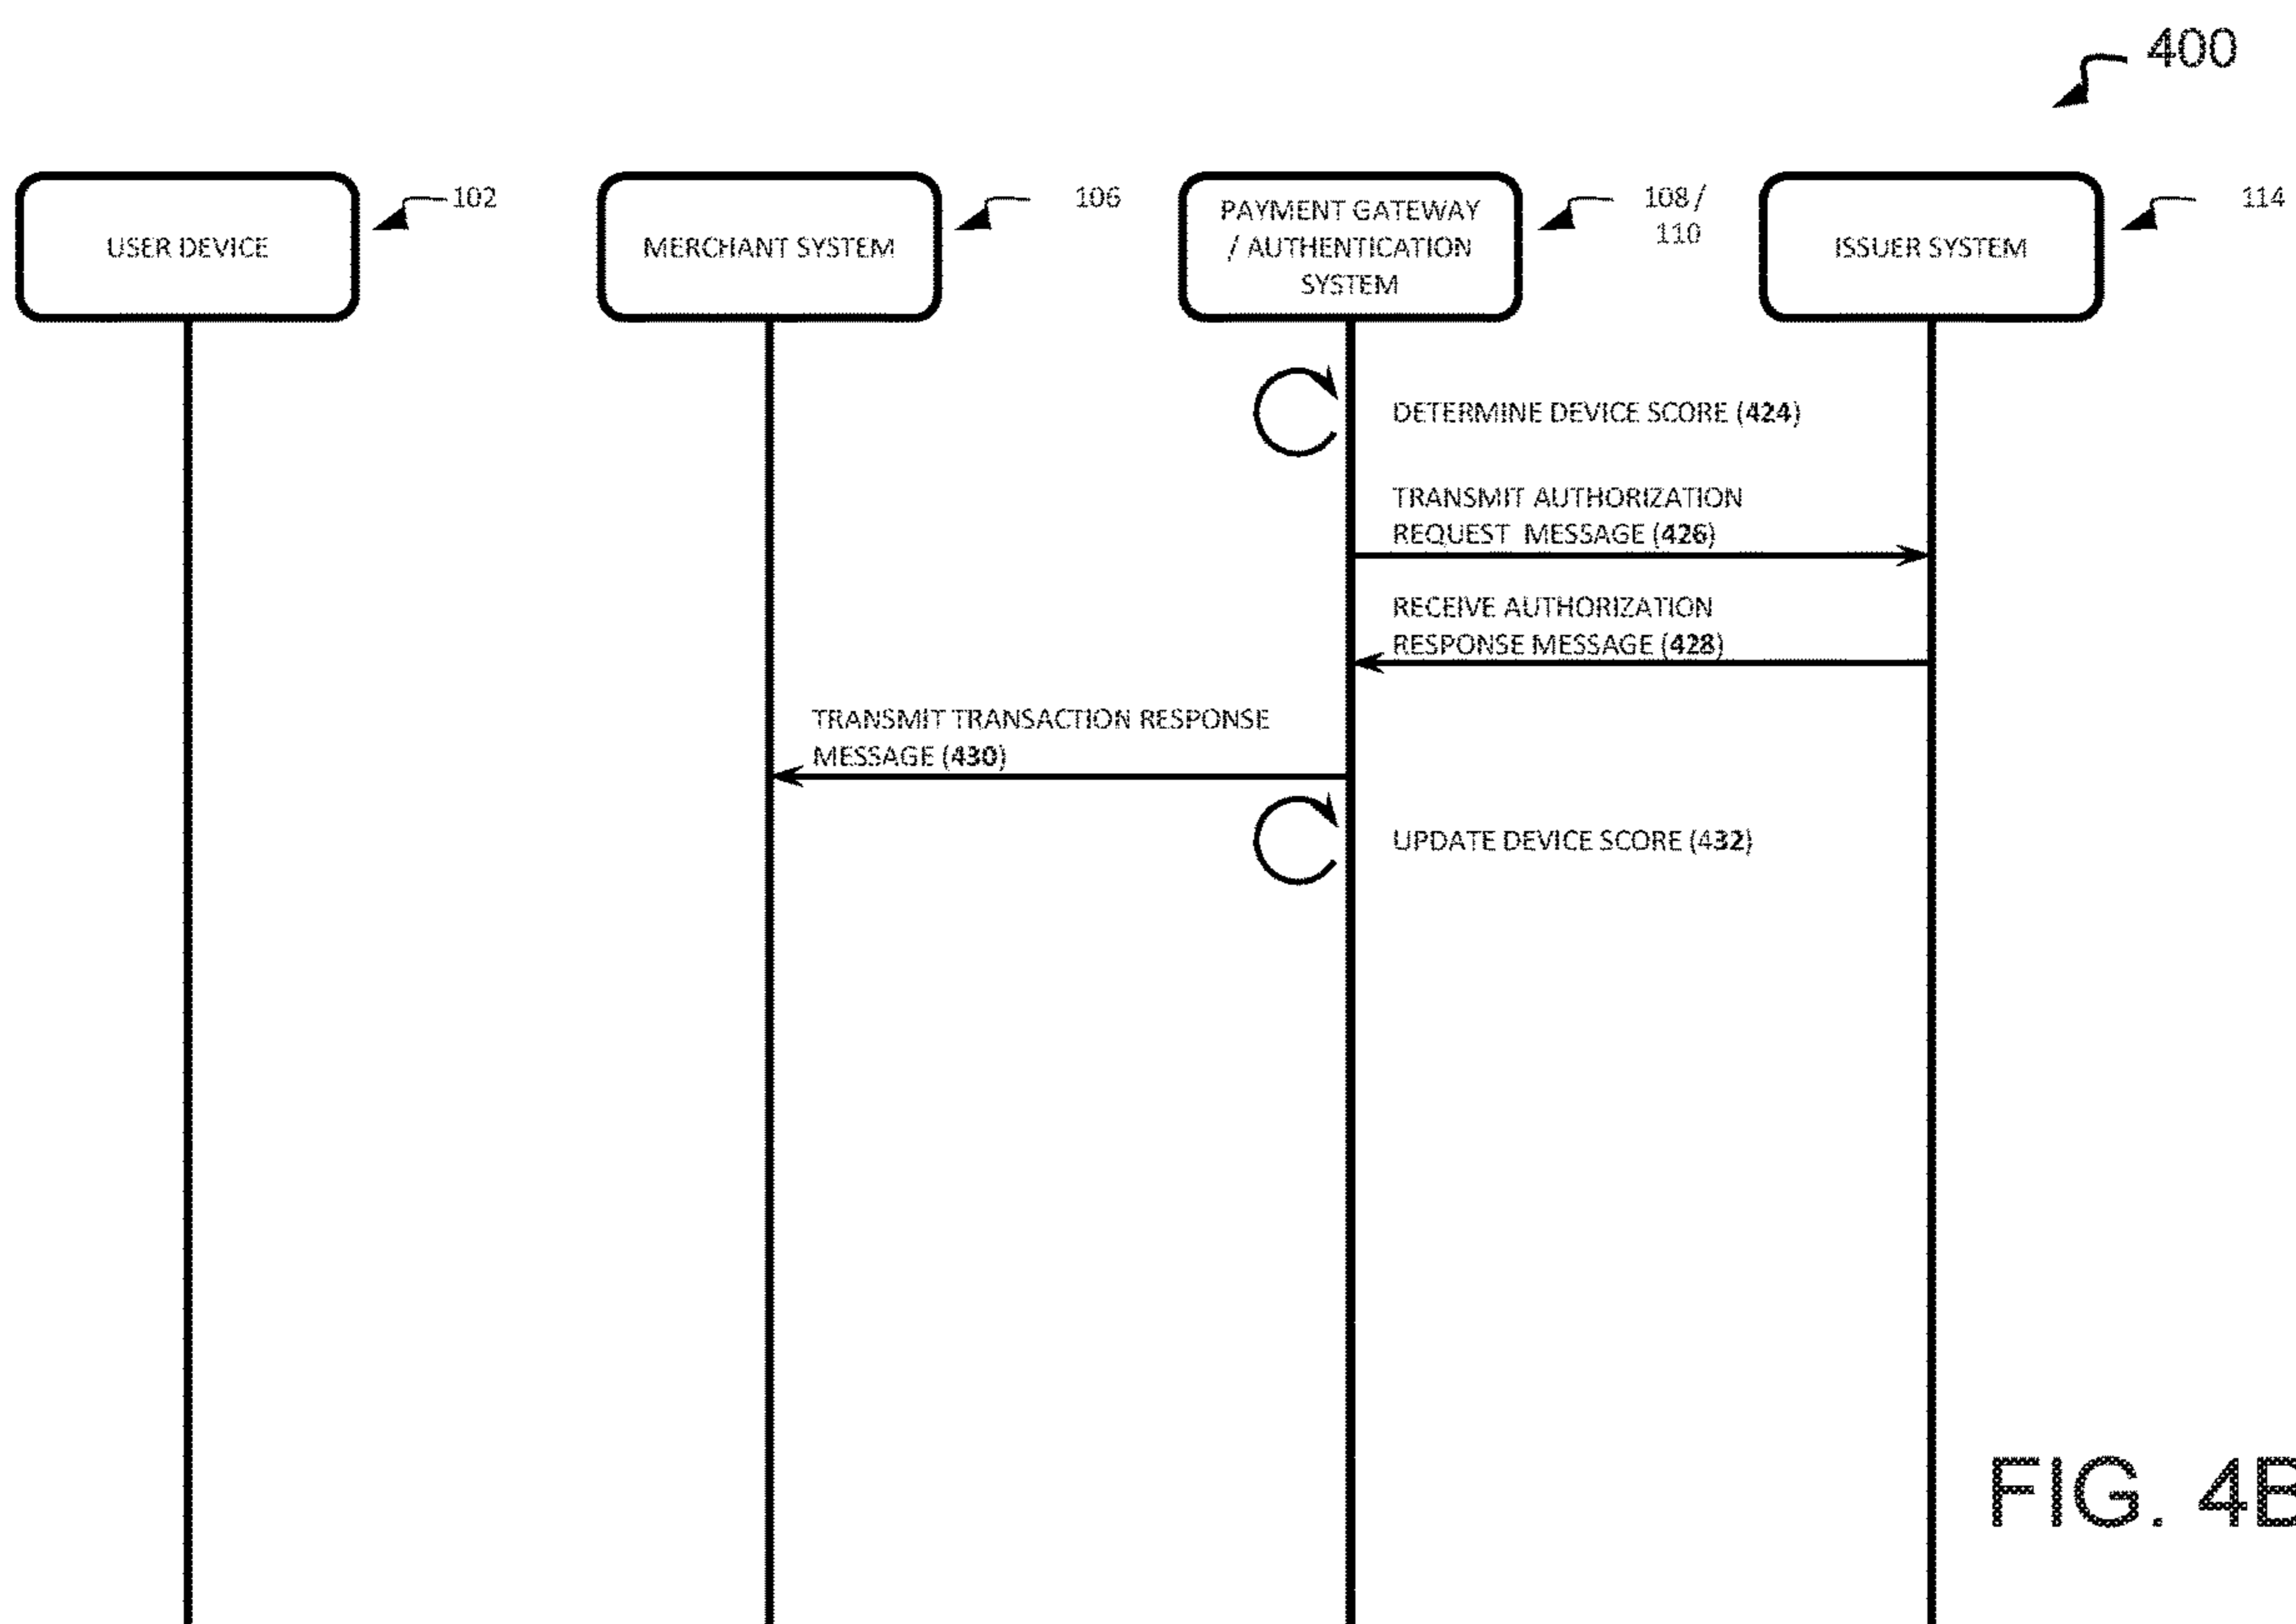 400
USER DEVICE
102
MERCHANT SYSTEM
106
PAYMENT GATEWAY
/ AUTHENTICATION
SYSTEM
108/
110
ISSUER SYSTEM
114
DETERMINE DEVICE SCORE (424)
TRANSMIT AUTHORIZATION
REQUEST MESSAGE (426)
RECEIVE AUTHORIZATION
RESPONSE MESSAGE (428)
TRANSMIT TRANSACTION RESPONSE
MESSAGE (430)
UPDATE DEVICE SCORE (432)
FIG. 4B